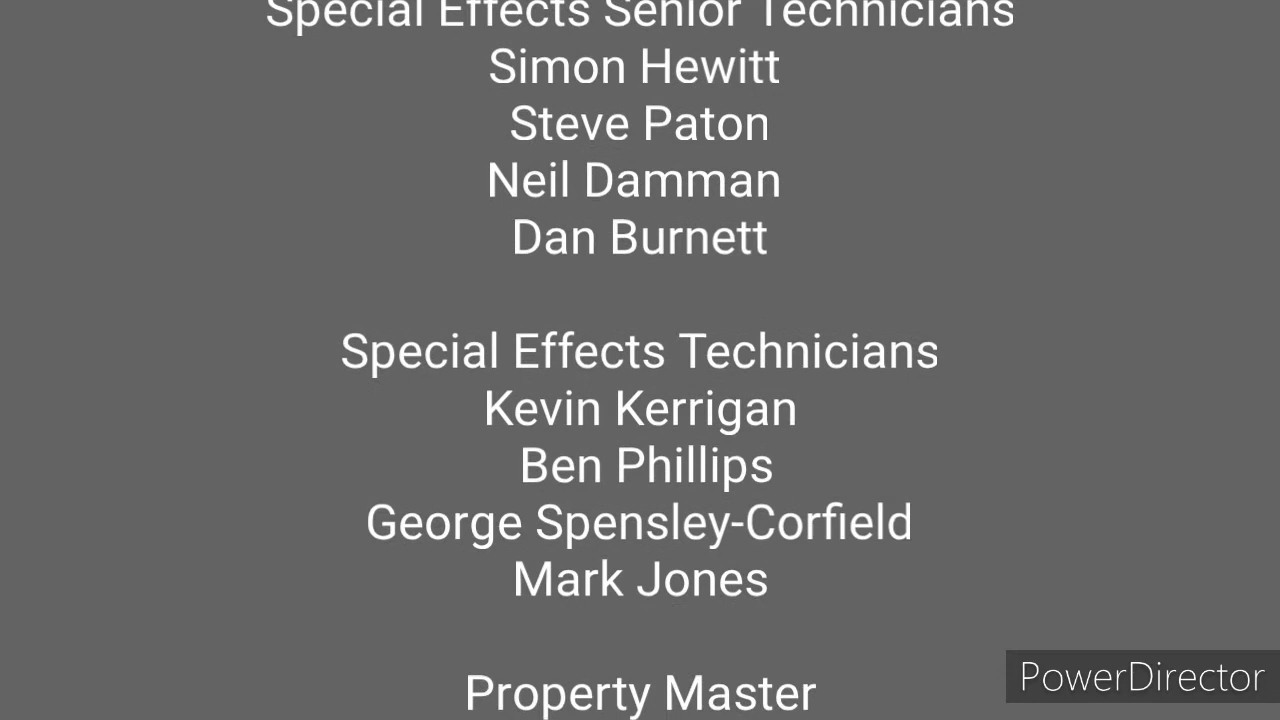 Special Effects Senior Technicians
Simon Hewitt
Steve Paton
Neil Damman
Dan Burnett
Special Effects Technicians
Kevin Kerrigan
Ben Phillips
George Spensley-Corfield
Mark Jones
Property Master
PowerDirector